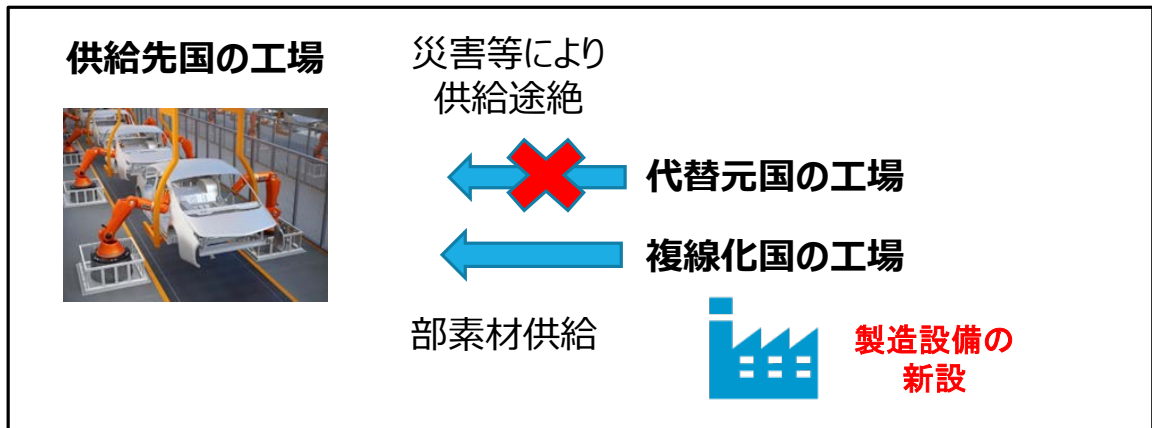 供給先国の工場
災害等により
供給途絶
代替元国の工場
複線化国の工場
部素材供給
製造設備の
新設